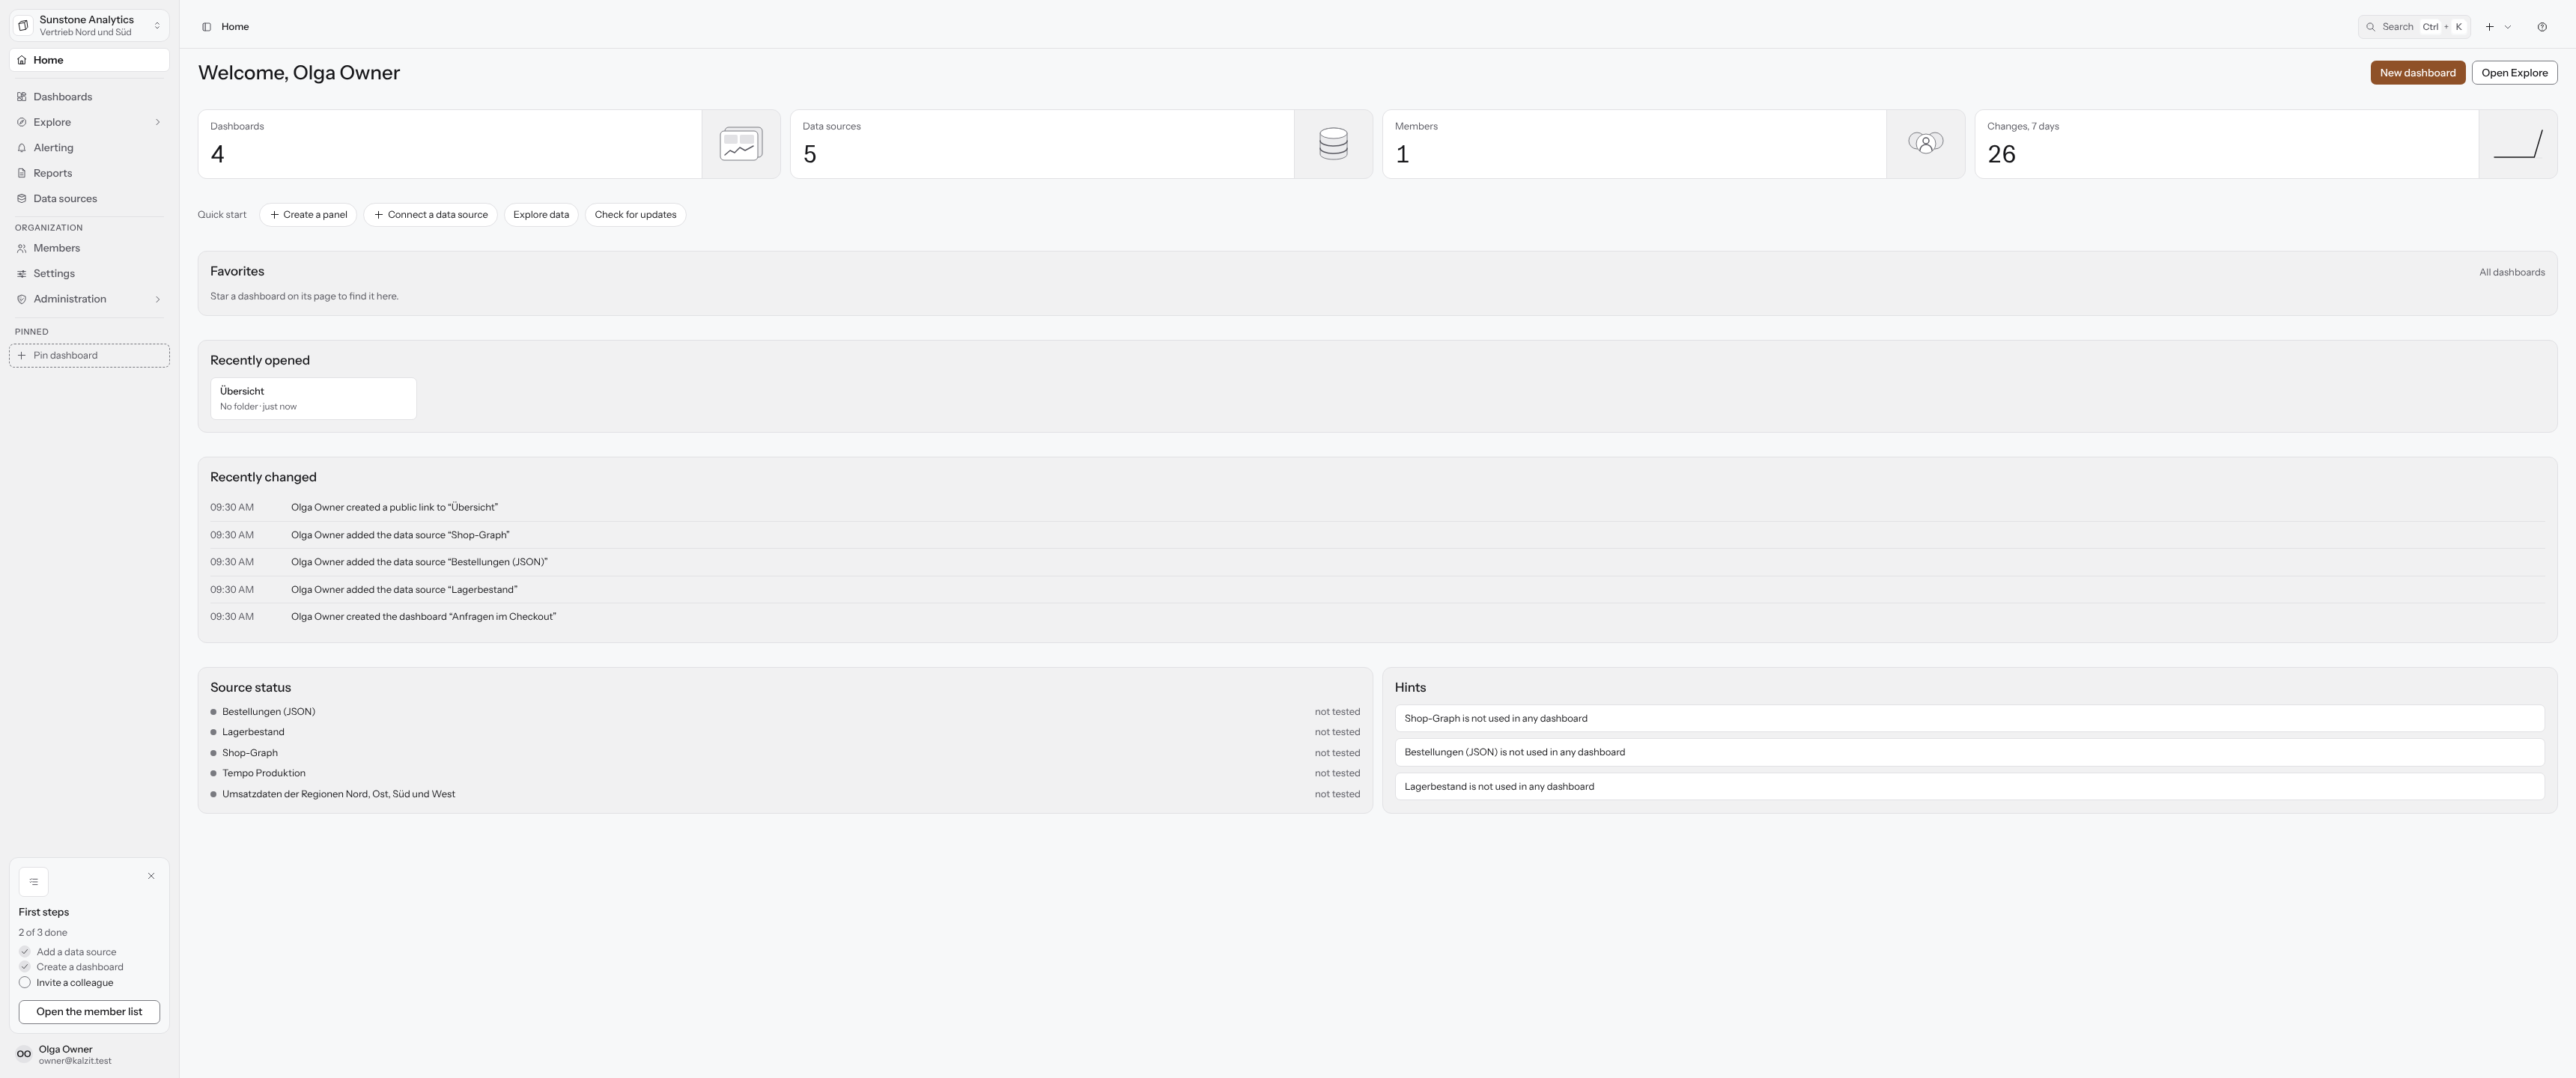 Sunstone Analytics
Vertrieb Nord und Süd
Home
Dashboards
Explore
Alerting
Reports
Data sources
ORGANIZATION
Members
Settings
Administration
PINNED
Pin dashboard
First steps
2 of 3 done
Add a data source
Create a dashboard
Invite a colleague
Open the member list
OO
Olga Owner
owner@kalzit.test
Home
Search Ctrl + K
Welcome, Olga Owner
New dashboard
Open Explore
Dashboards
4
Data sources
5
Members
1
Changes, 7 days
26
Quick start
Create a panel
Connect a data source
Explore data
Check for updates
Favorites
All dashboards
Star a dashboard on its page to find it here.
Recently opened
Übersicht
No folder · just now
Recently changed
09:30 AM Olga Owner created a public link to “Übersicht”
09:30 AM Olga Owner added the data source “Shop-Graph”
09:30 AM Olga Owner added the data source “Bestellungen (JSON)”
09:30 AM Olga Owner added the data source “Lagerbestand”
09:30 AM Olga Owner created the dashboard “Anfragen im Checkout”
Source status
Bestellungen (JSON) not tested
Lagerbestand not tested
Shop-Graph not tested
Tempo Produktion not tested
Umsatzdaten der Regionen Nord, Ost, Süd und West not tested
Hints
Shop-Graph is not used in any dashboard
Bestellungen (JSON) is not used in any dashboard
Lagerbestand is not used in any dashboard